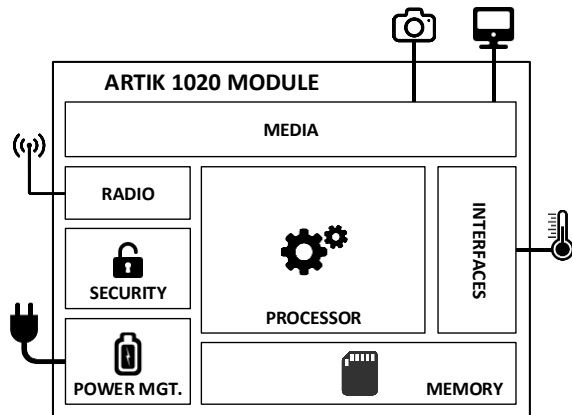 ARTIK 1020 MODULE
MEDIA
RADIO
SECURITY
POWER MGT.
PROCESSOR
INTERFACES
MEMORY